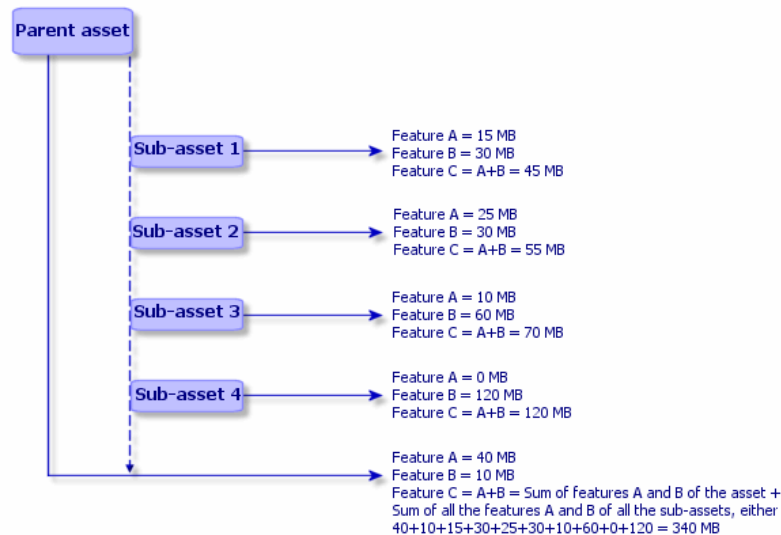 Parent asset
Sub-asset 1
Feature A = 15 MB
Feature B = 30 MB
Feature C = A+B = 45 MB
Sub-asset 2
Feature A = 25 MB
Feature B = 30 MB
Feature C = A+B = 55 MB
Sub-asset 3
Feature A = 10 MB
Feature B = 60 MB
Feature C = A+B = 70 MB
Sub-asset 4
Feature A = 0 MB
Feature B = 120 MB
Feature C = A+B = 120 MB
Feature A = 40 MB
Feature B = 10 MB
Feature C = A+B = Sum of features A and B of the asset +
Sum of all the features A and B of all the sub-assets, either
40+10+15+30+25+30+10+60+0+120 = 340 MB